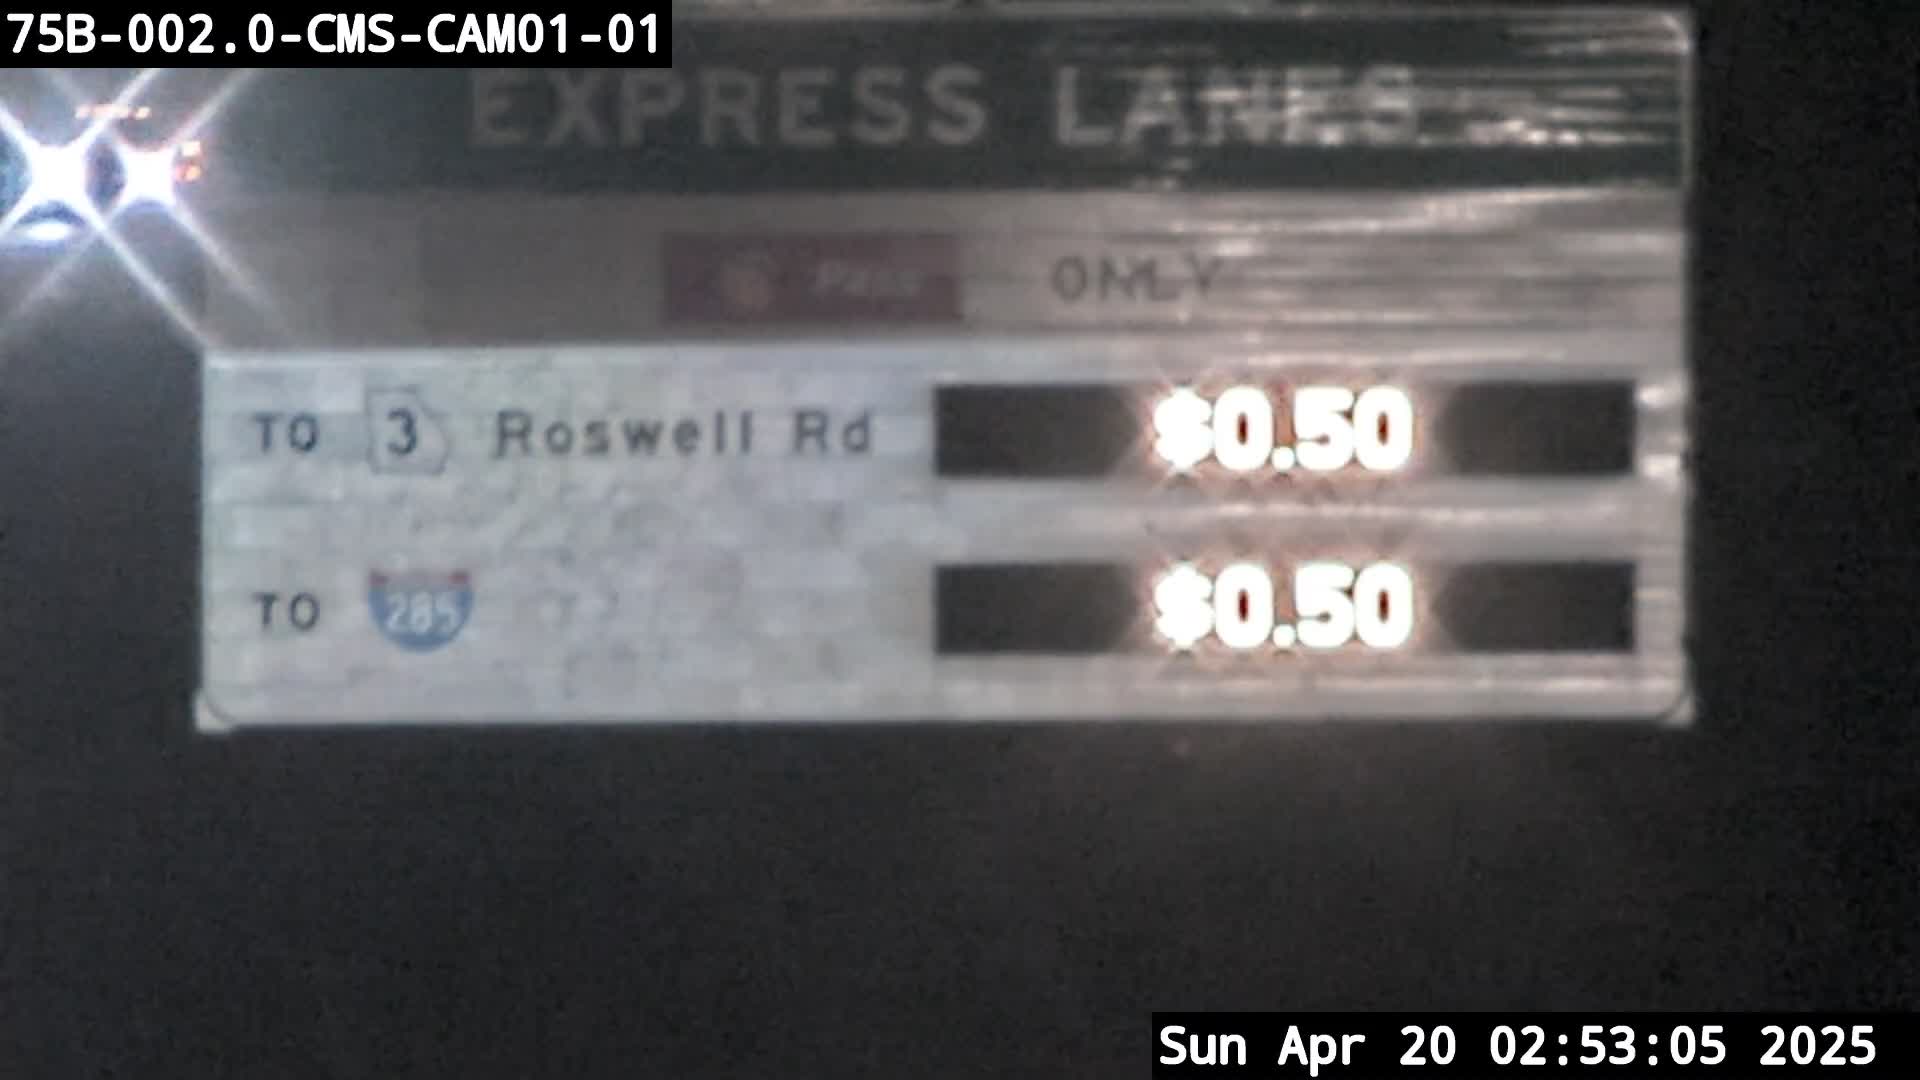 75B-002.0-CMS-CAM01-01
EXPRESS LANES
Pass ONLY
TO 3 Roswell Rd $0.50
TO 285 $0.50
Sun Apr 20 02:53:05 2025